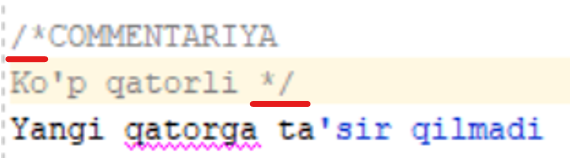 /*COMMENTARIYA
Ko'p qatorli */
Yangi qatorga ta'sir qilmadi